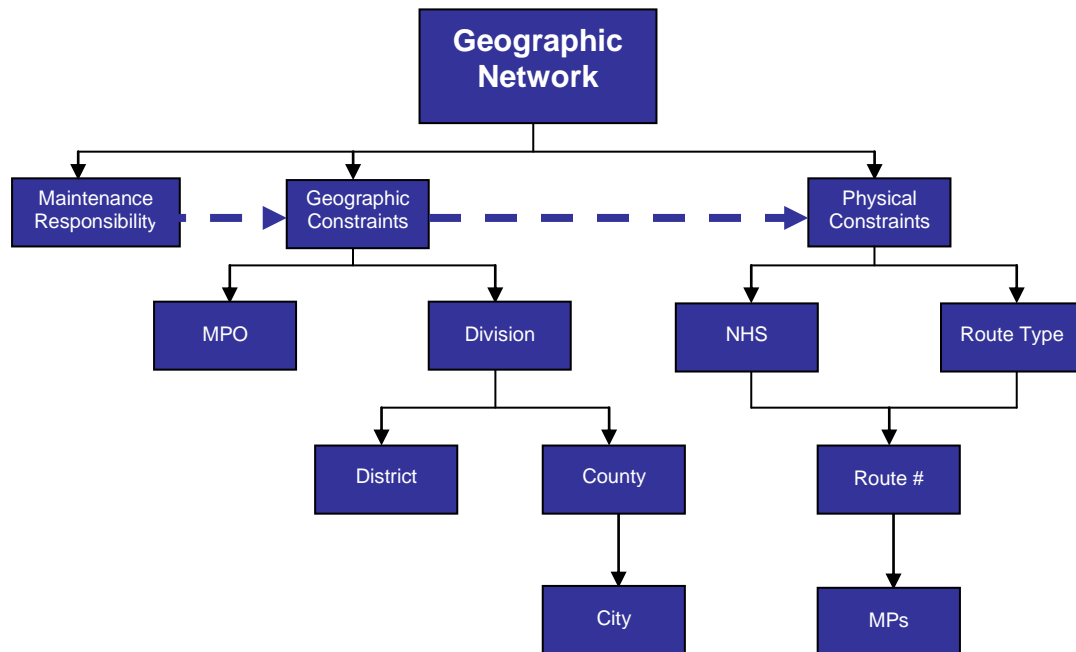 Geographic
Network
Maintenance
Responsibility
Geographic
Constraints
Physical
Constraints
MPO
Division
NHS
Route Type
District
County
Route #
City
MPs